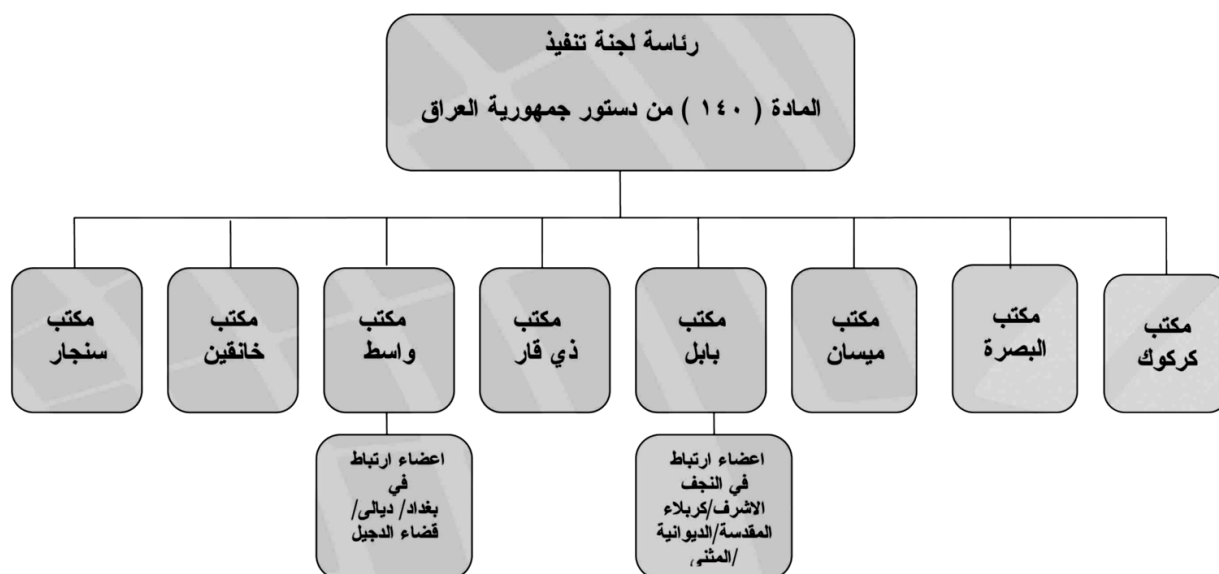 رئاسة لجنة تنفيذ
المادة ( ١٤٠ ) من دستور جمهورية العراق
مكتب
كركوك
مكتب
البصرة
مكتب
ميسان
مكتب
بابل
مكتب
ذي قار
مكتب
واسط
مكتب
خانقين
مكتب
سنجار
اعضاء ارتباط
في النجف
الاشرف/كربلاء
المقدسة/الديوانية
/المثنى
اعضاء ارتباط
في
بغداد/ ديالى/
قضاء الدجيل